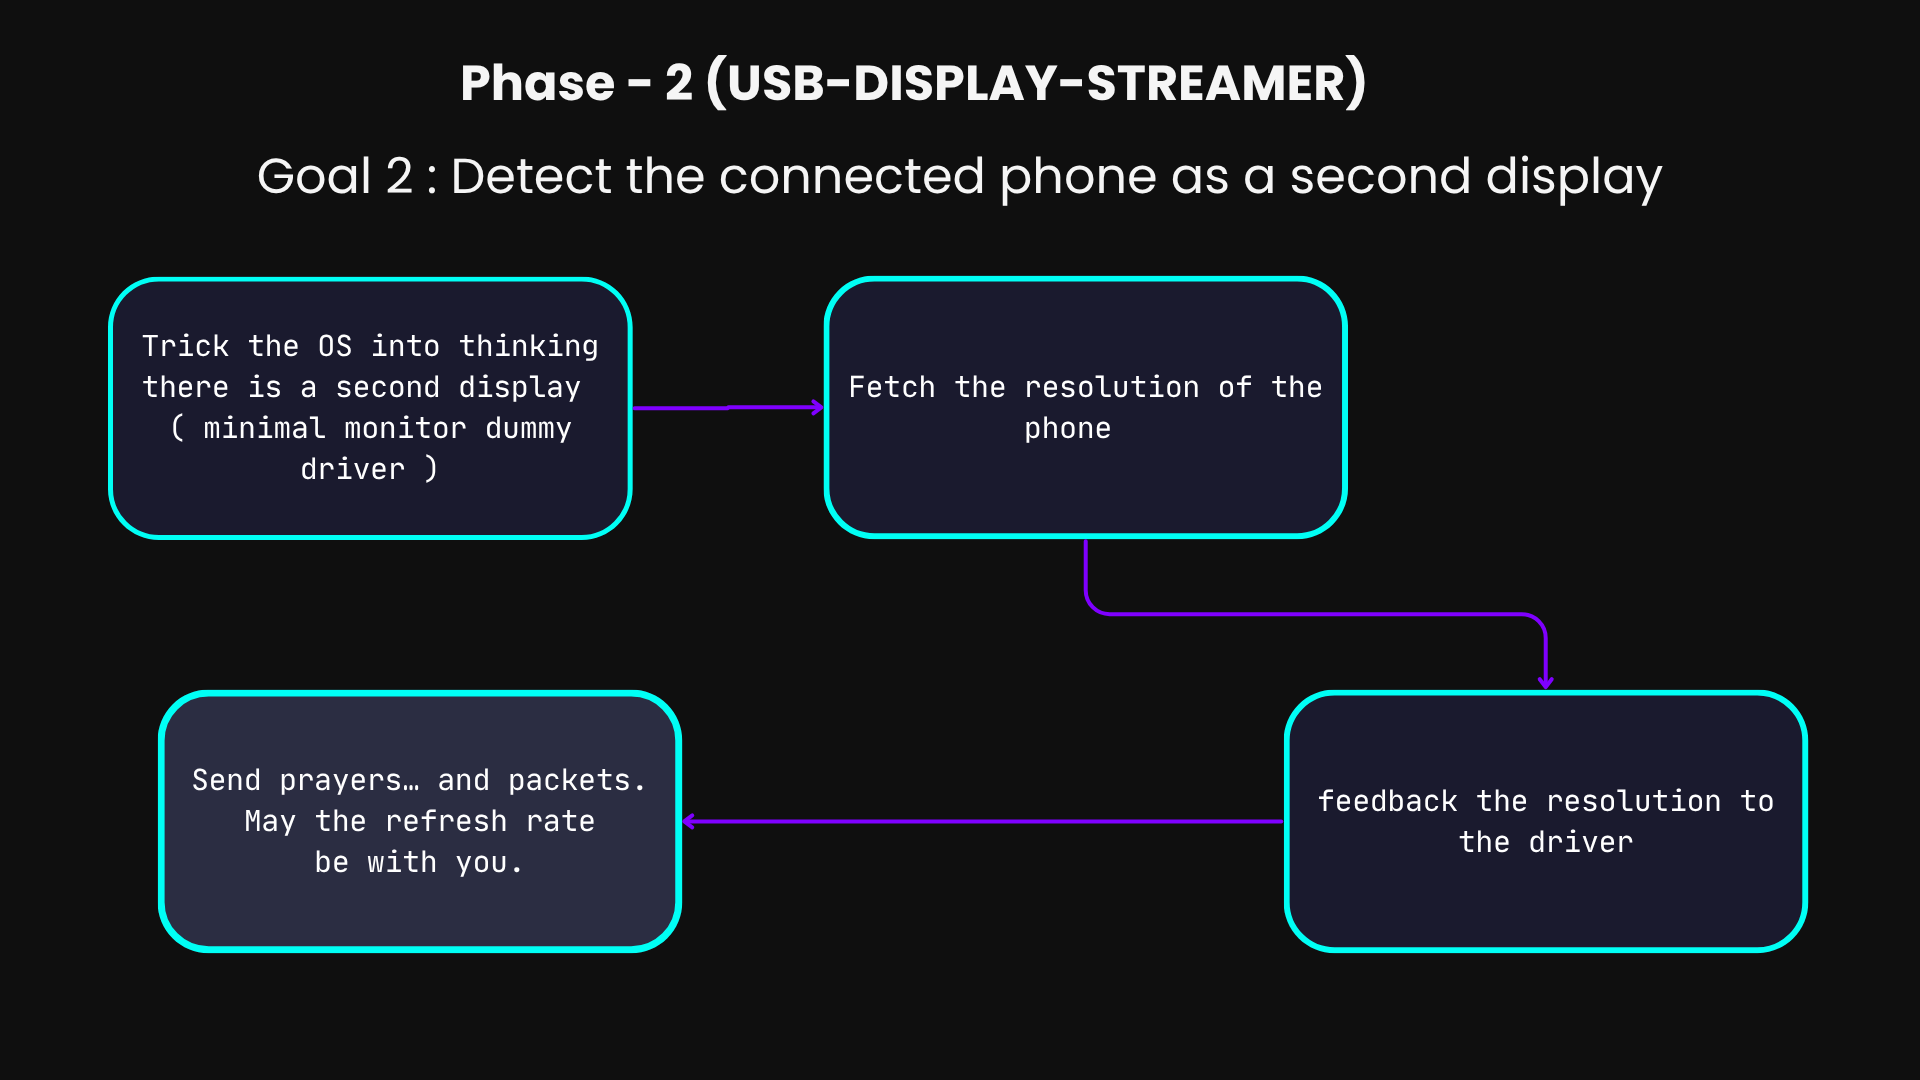 Phase - 2 (USB-DISPLAY-STREAMER)
Goal 2 : Detect the connected phone as a second display
Trick the OS into thinking
there is a second display
( minimal monitor dummy
driver )
Fetch the resolution of the
phone
feedback the resolution to
the driver
Send prayers… and packets.
May the refresh rate
be with you.